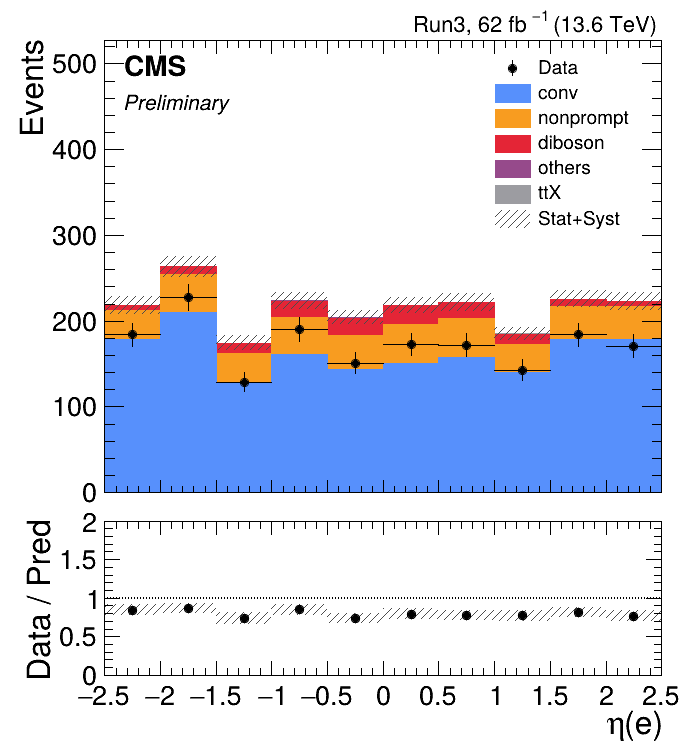 Run3, 62 fb⁻¹ (13.6 TeV)
Events
CMS
Preliminary
Data
conv
nonprompt
diboson
others
ttX
Stat+Syst
500
400
300
200
100
0
Data / Pred
2
1.5
1
0.5
0
−2.5 −2 −1.5 −1 −0.5 0 0.5 1 1.5 2 2.5
η(e)